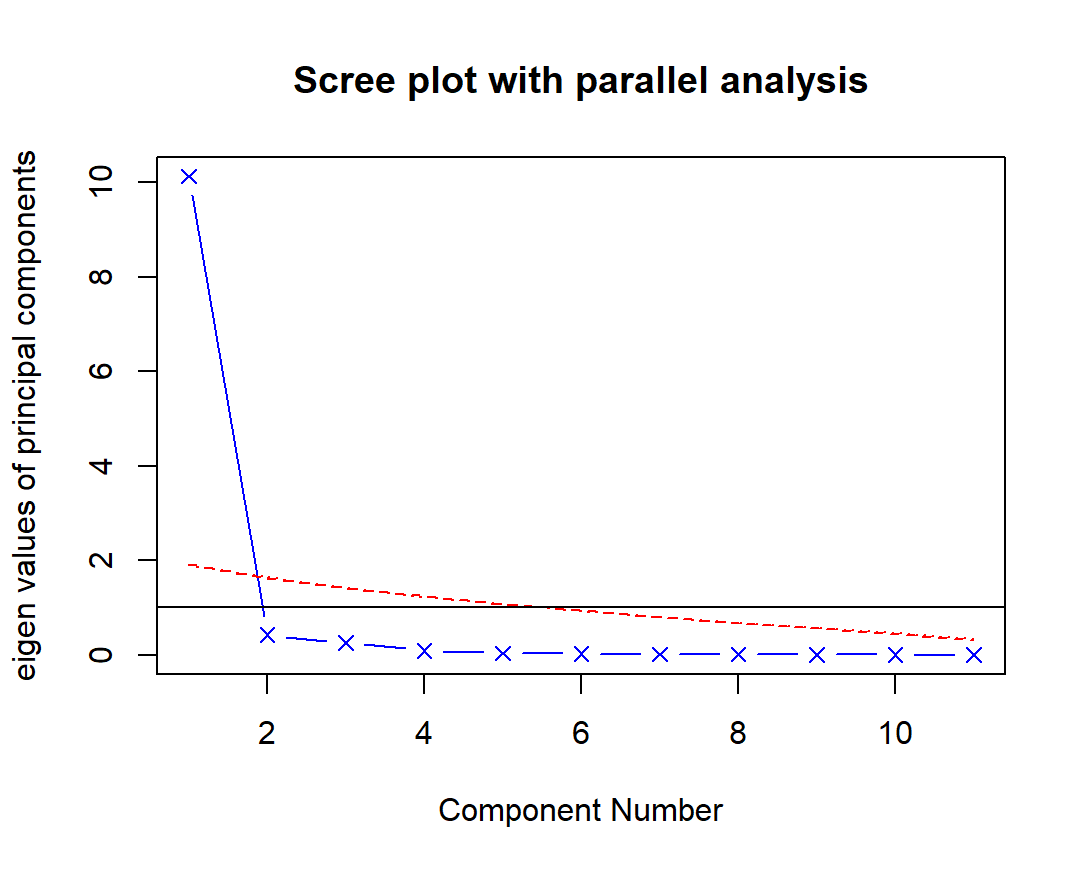 Scree plot with parallel analysis
eigen values of principal components
10
8
6
4
2
0
2 4 6 8 10
Component Number